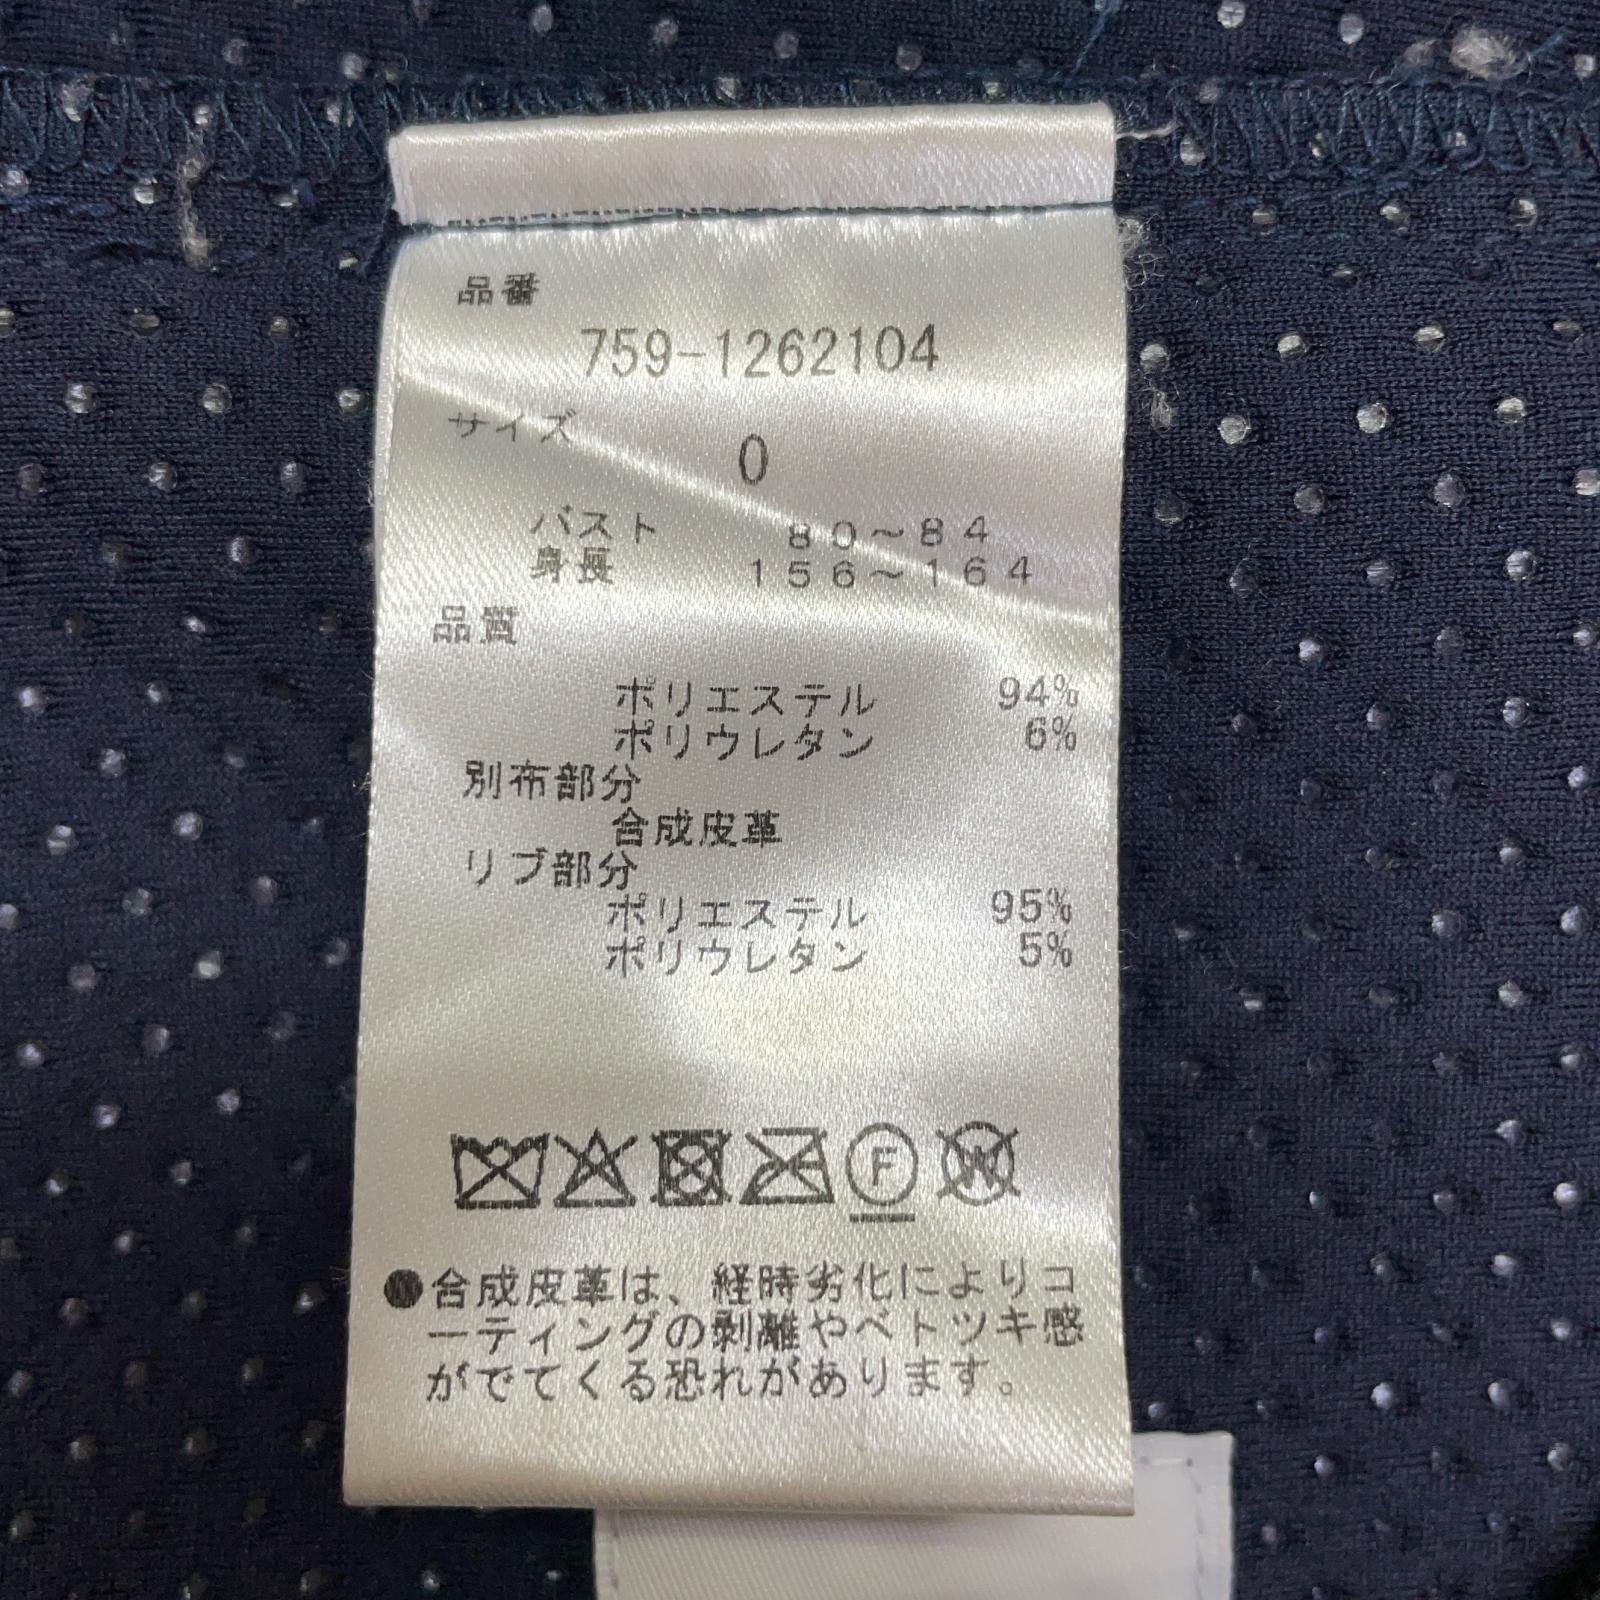 品番
759-1262104
サイズ
0
バスト 80～84
身長 156～164
品質
ポリエステル 94%
ポリウレタン 6%
別布部分
合成皮革
リブ部分
ポリエステル 95%
ポリウレタン 5%
F W
●合成皮革は、経時劣化によりコ
ーティングの剥離やベトツキ感
がでてくる恐れがあります。